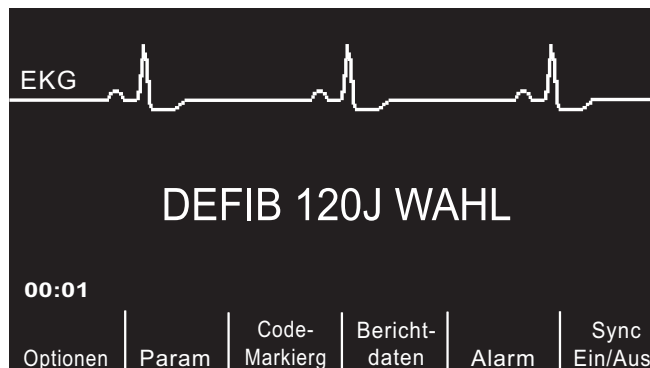 EKG
DEFIB 120J WAHL
00:01
Optionen
Param
Code-
Markierg
Bericht-
daten
Alarm
Sync
Ein/Aus